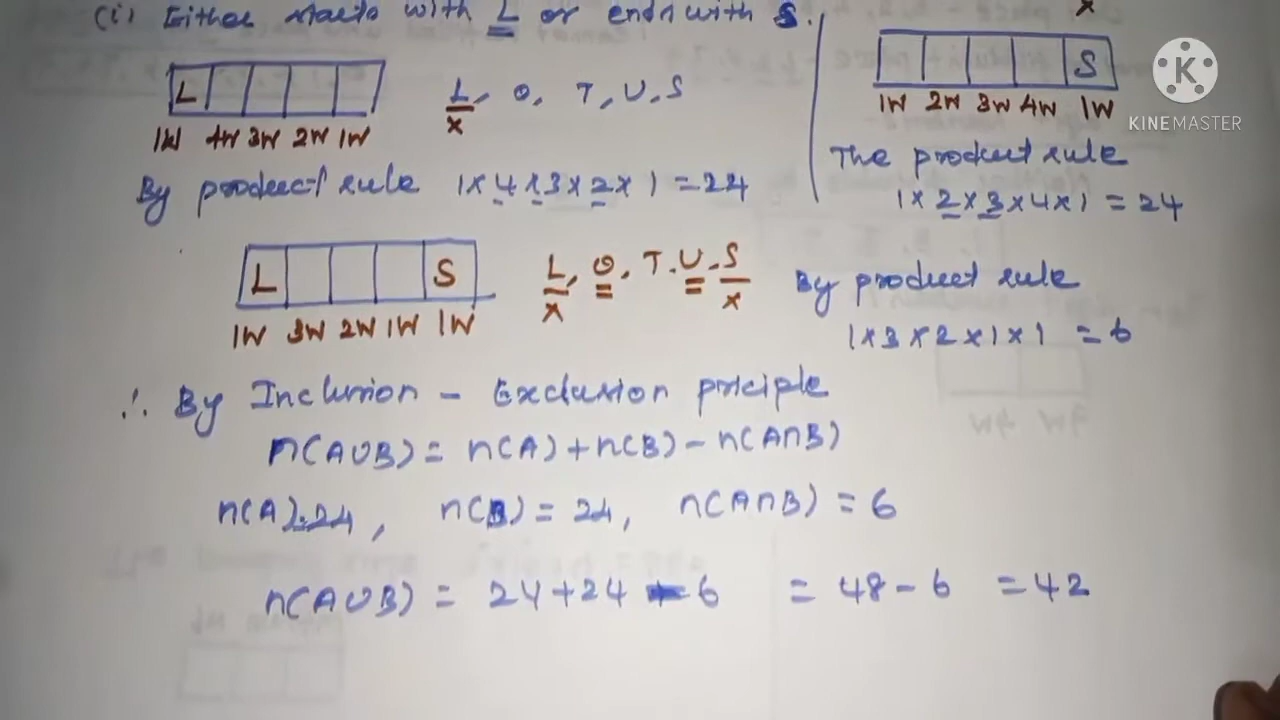 (i) Either starts with L or ends with S.
L
1W 4W 3W 2W 1W
L, O, T, U, S
x
By product rule 1×4×3×2×1 = 24
x
S
1W 2W 3W 4W 1W
The product rule
1×2×3×4×1 = 24
K
KINEMASTER
L S
1W 3W 2W 1W 1W
L, O, T, U, S
x x
By product rule
1×3×2×1×1 = 6
∴ By Inclusion - Exclusion priciple
n(A∪B) = n(A) + n(B) - n(A∩B)
n(A) = 24, n(B) = 24, n(A∩B) = 6
n(A∪B) = 24+24 - 6 = 48 - 6 = 42